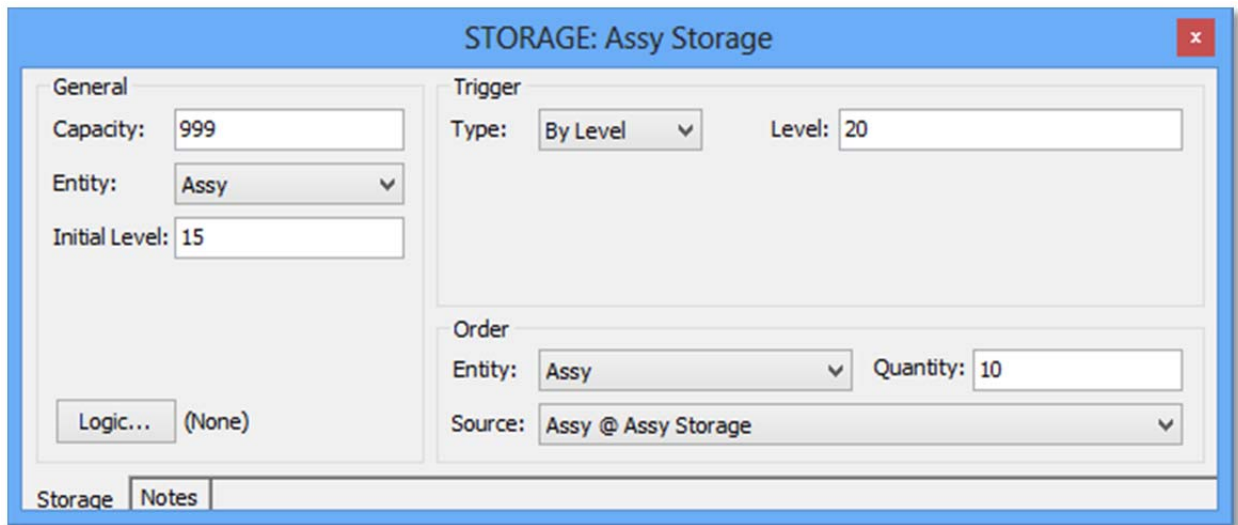 STORAGE: Assy Storage
x
General
Capacity: 999
Entity: Assy
Initial Level: 15
Logic... (None)
Trigger
Type: By Level Level: 20
Order
Entity: Assy Quantity: 10
Source: Assy @ Assy Storage
Storage Notes